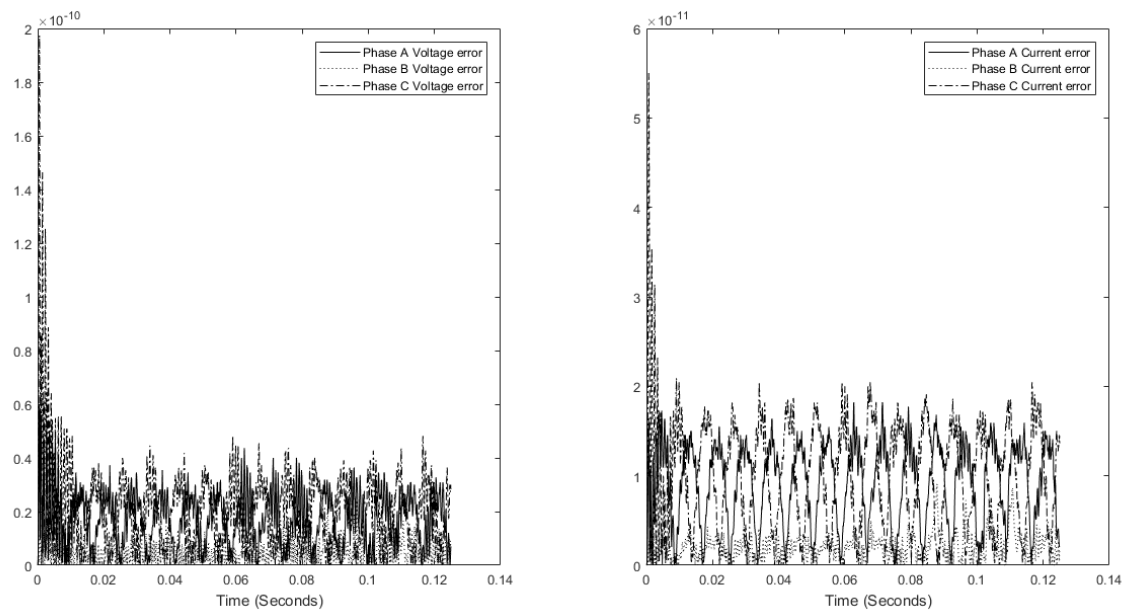 ×10⁻¹⁰
2
1.8
1.6
1.4
1.2
1
0.8
0.6
0.4
0.2
0
Phase A Voltage error
Phase B Voltage error
Phase C Voltage error
0 0.02 0.04 0.06 0.08 0.1 0.12 0.14
Time (Seconds)
×10⁻¹¹
6
5
4
3
2
1
0
Phase A Current error
Phase B Current error
Phase C Current error
0 0.02 0.04 0.06 0.08 0.1 0.12 0.14
Time (Seconds)